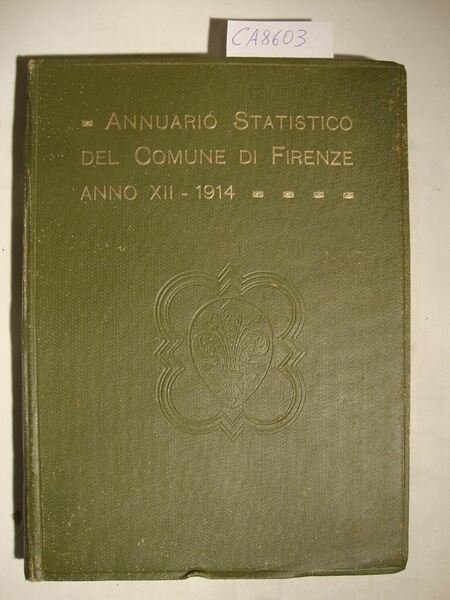 CA8603
ANNUARIO STATISTICO
DEL COMUNE DI FIRENZE
ANNO XII - 1914